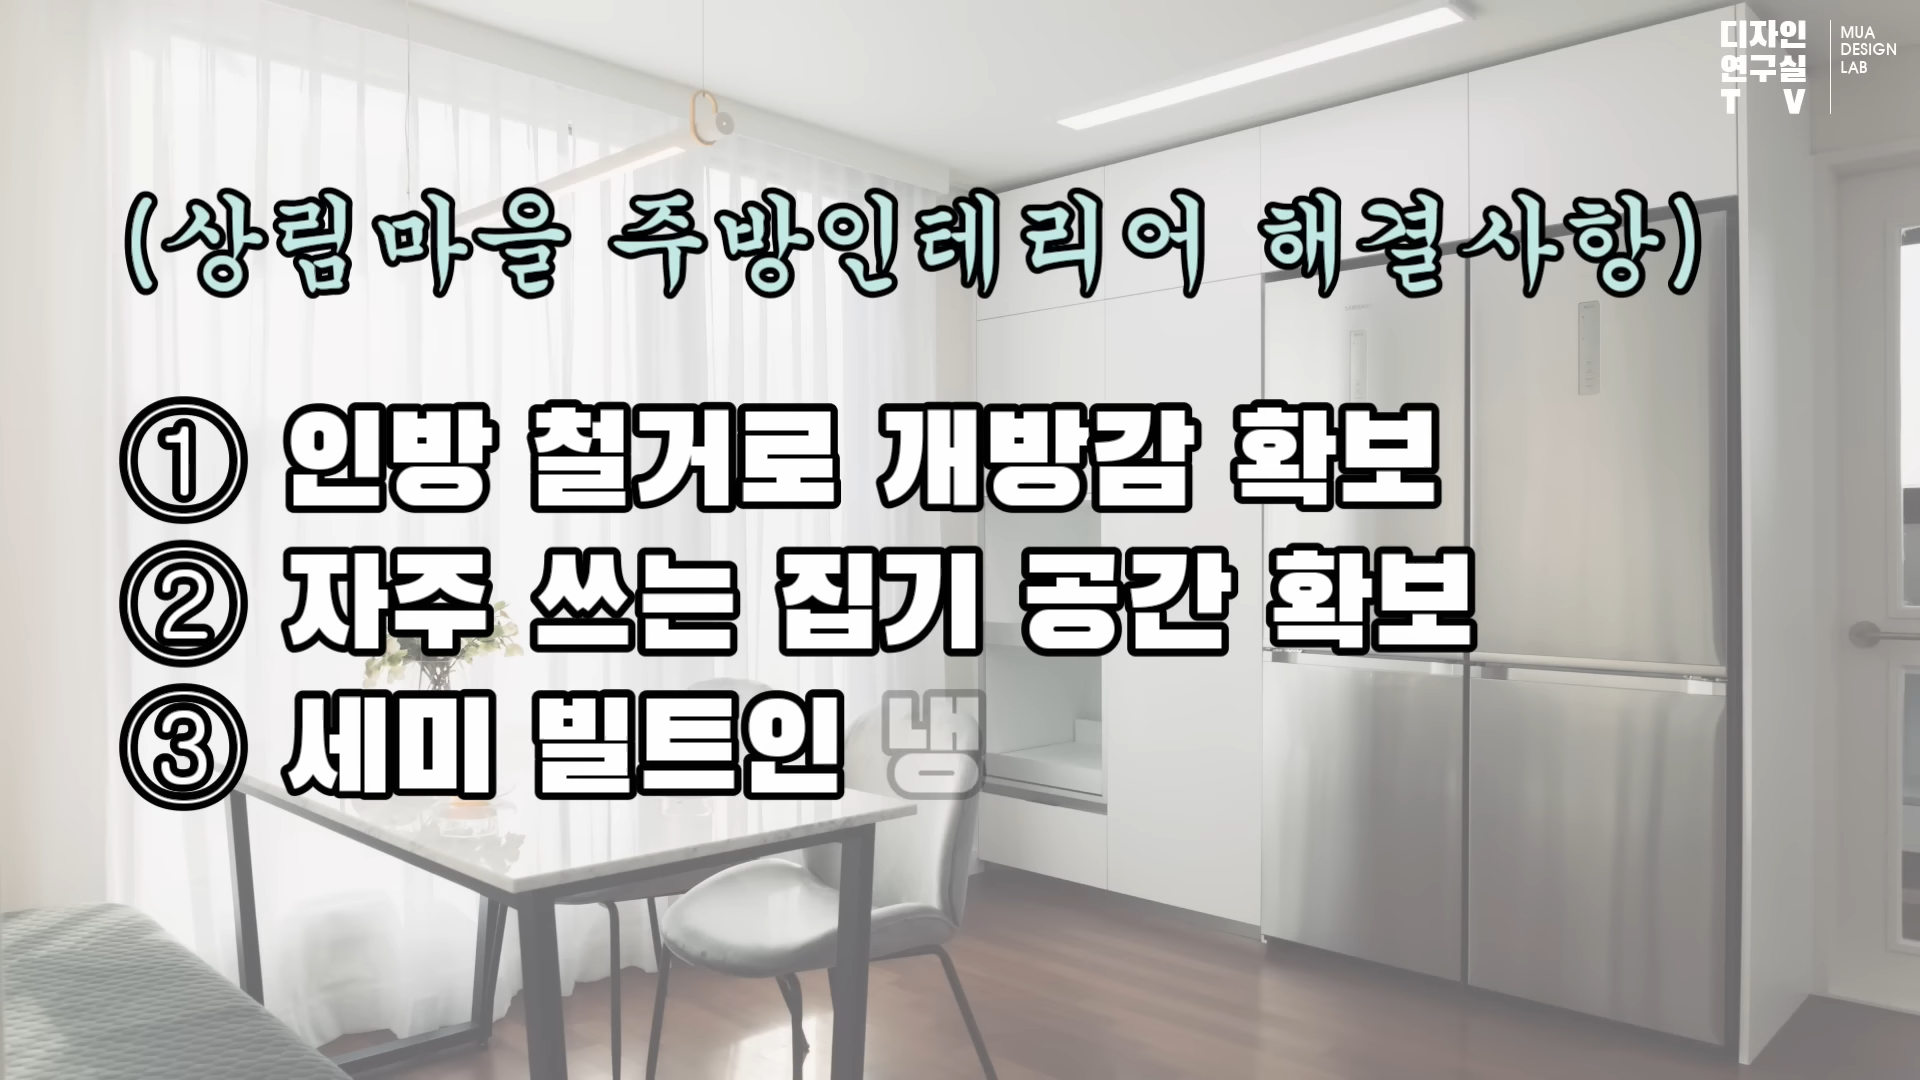 디자인
연구실
TV
MUA
DESIGN
LAB
(상림마을 주방인테리어 해결사항)
① 인방 철거로 개방감 확보
② 자주 쓰는 집기 공간 확보
③ 세미 빌트인 냉